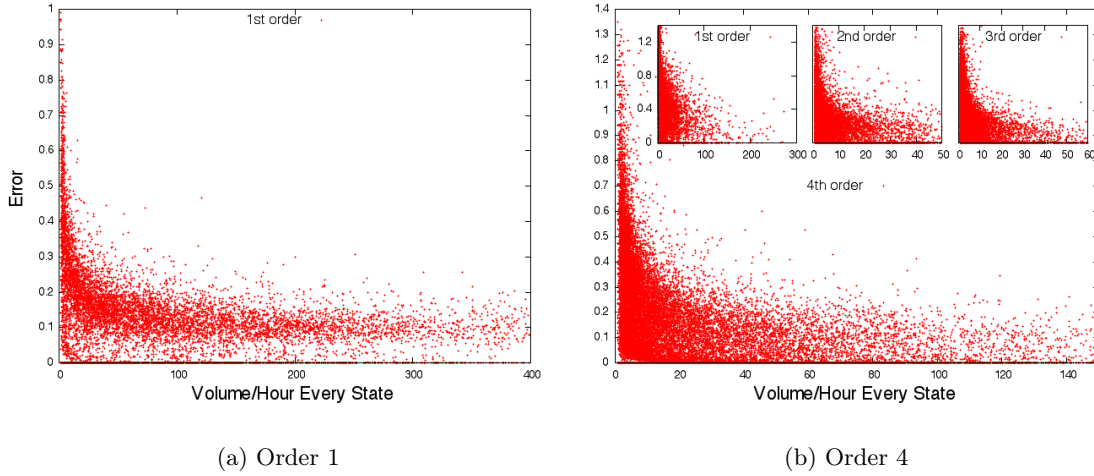 1
0.9
0.8
0.7
0.6
0.5
0.4
0.3
0.2
0.1
0
Error
1st order
0 100 200 300 400
Volume/Hour Every State
(a) Order 1
1.4
1.3
1.2
1.1
1
0.9
0.8
0.7
0.6
0.5
0.4
0.3
0.2
0.1
0
1.2
0.8
0.4
0
1st order
0 100 200 300
2nd order
0 10 20 30 40 50
3rd order
0 10 20 30 40 50 60
4th order
0 20 40 60 80 100 120 140
Volume/Hour Every State
(b) Order 4